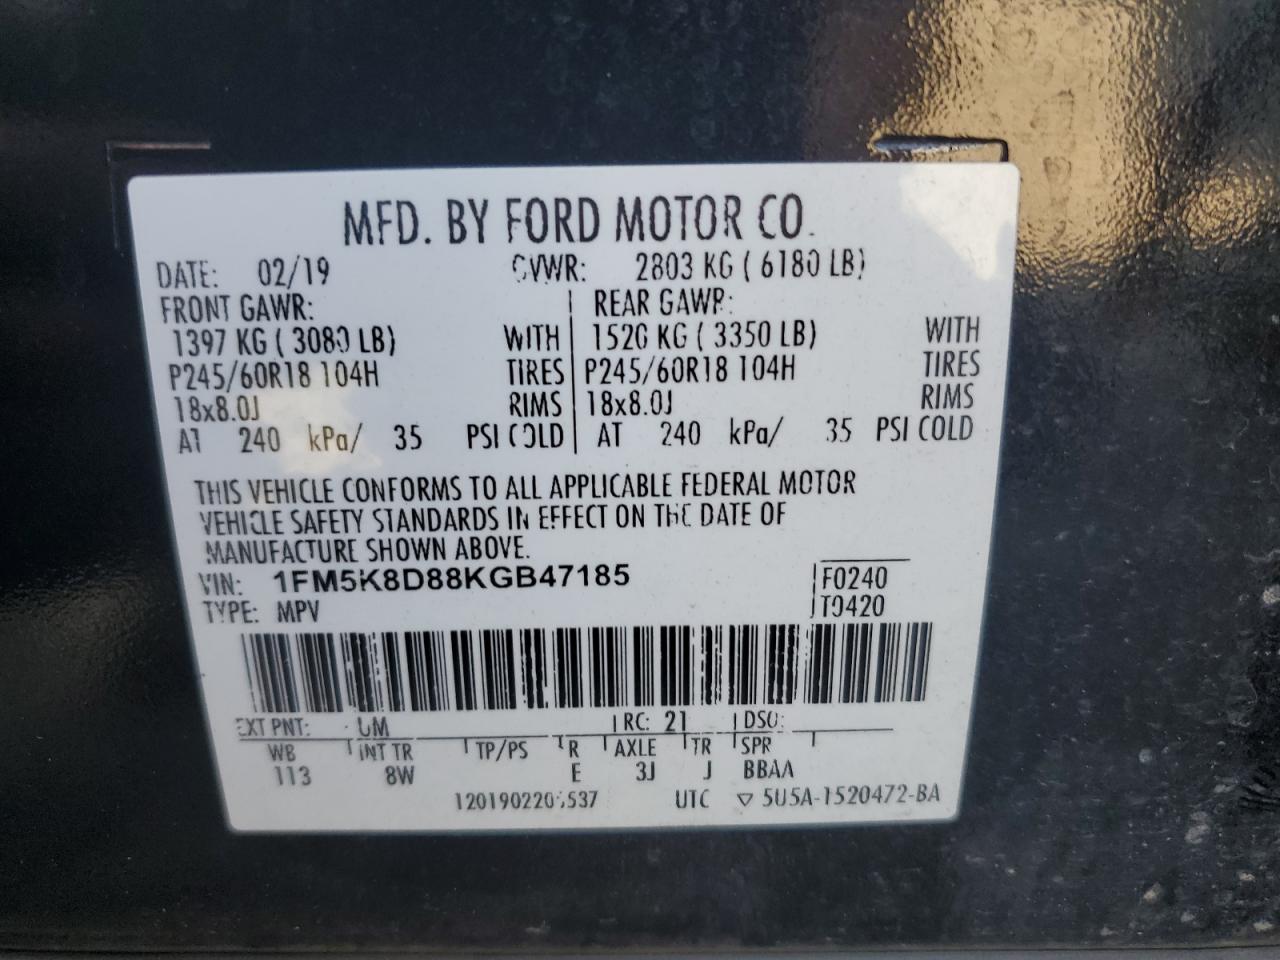 MFD. BY FORD MOTOR CO.
DATE: 02/19 GVWR: 2803 KG ( 6180 LB)
FRONT GAWR: REAR GAWR:
1397 KG ( 3080 LB) WITH 1520 KG ( 3350 LB) WITH
P245/60R18 104H TIRES P245/60R18 104H TIRES
18x8.0J RIMS 18x8.0J RIMS
AT 240 kPa/ 35 PSI COLD AT 240 kPa/ 35 PSI COLD
THIS VEHICLE CONFORMS TO ALL APPLICABLE FEDERAL MOTOR
VEHICLE SAFETY STANDARDS IN EFFECT ON THE DATE OF
MANUFACTURE SHOWN ABOVE.
VIN: 1FM5K8D88KGB47185 F0240
TYPE: MPV T0420
EXT PNT: UM RC: 21 DSO:
WB INT TR TP/PS R AXLE TR SPR
113 8W E 3J J BBAA
UTC ▽ 5U5A-1520472-BA